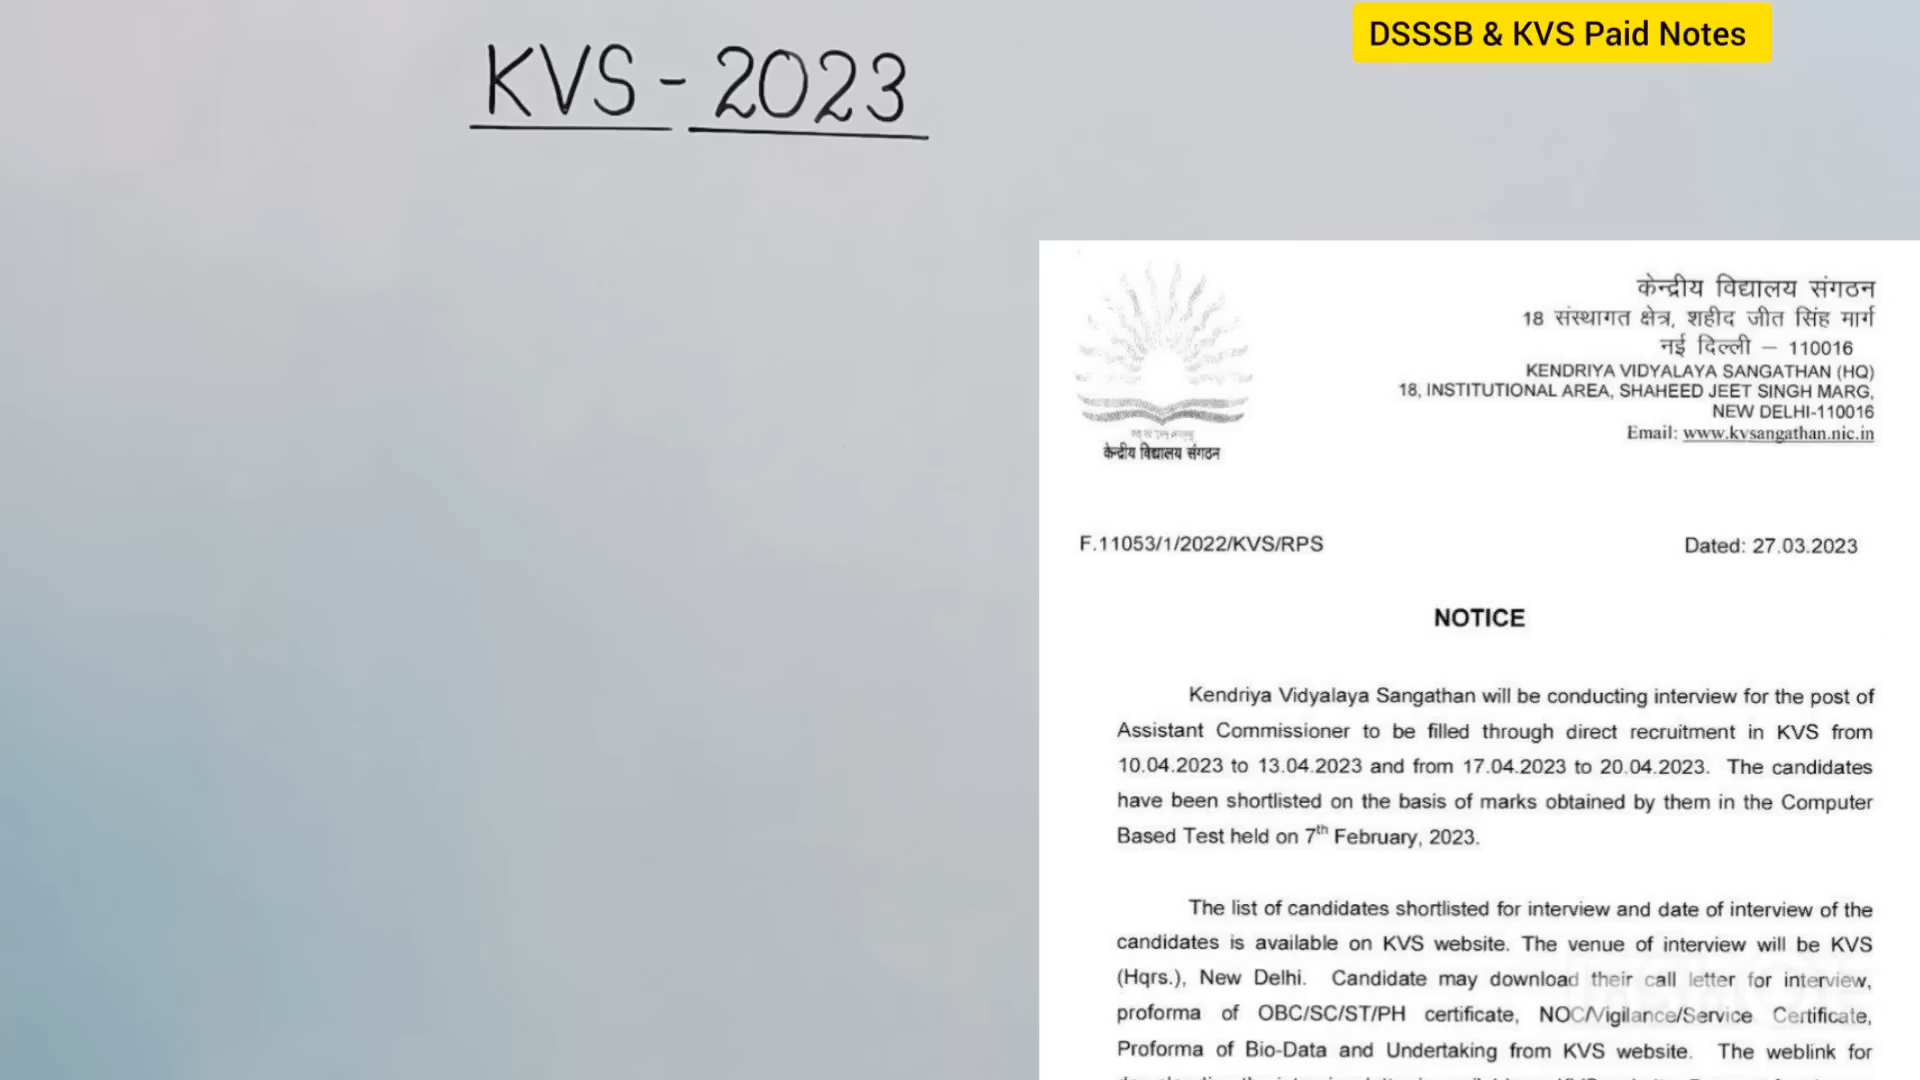 DSSSB & KVS Paid Notes
KVS - 2023
केन्द्रीय विद्यालय संगठन
18 संस्थागत क्षेत्र, शहीद जीत सिंह मार्ग
नई दिल्ली – 110016
KENDRIYA VIDYALAYA SANGATHAN (HQ)
18, INSTITUTIONAL AREA, SHAHEED JEET SINGH MARG,
NEW DELHI-110016
Email: www.kvsangathan.nic.in
केन्द्रीय विद्यालय संगठन
F.11053/1/2022/KVS/RPS
Dated: 27.03.2023
NOTICE
Kendriya Vidyalaya Sangathan will be conducting interview for the post of
Assistant Commissioner to be filled through direct recruitment in KVS from
10.04.2023 to 13.04.2023 and from 17.04.2023 to 20.04.2023. The candidates
have been shortlisted on the basis of marks obtained by them in the Computer
Based Test held on 7th February, 2023.
The list of candidates shortlisted for interview and date of interview of the
candidates is available on KVS website. The venue of interview will be KVS
(Hqrs.), New Delhi. Candidate may download their call letter for interview,
proforma of OBC/SC/ST/PH certificate, NOC/Vigilance/Service Certificate,
Proforma of Bio-Data and Undertaking from KVS website. The weblink for